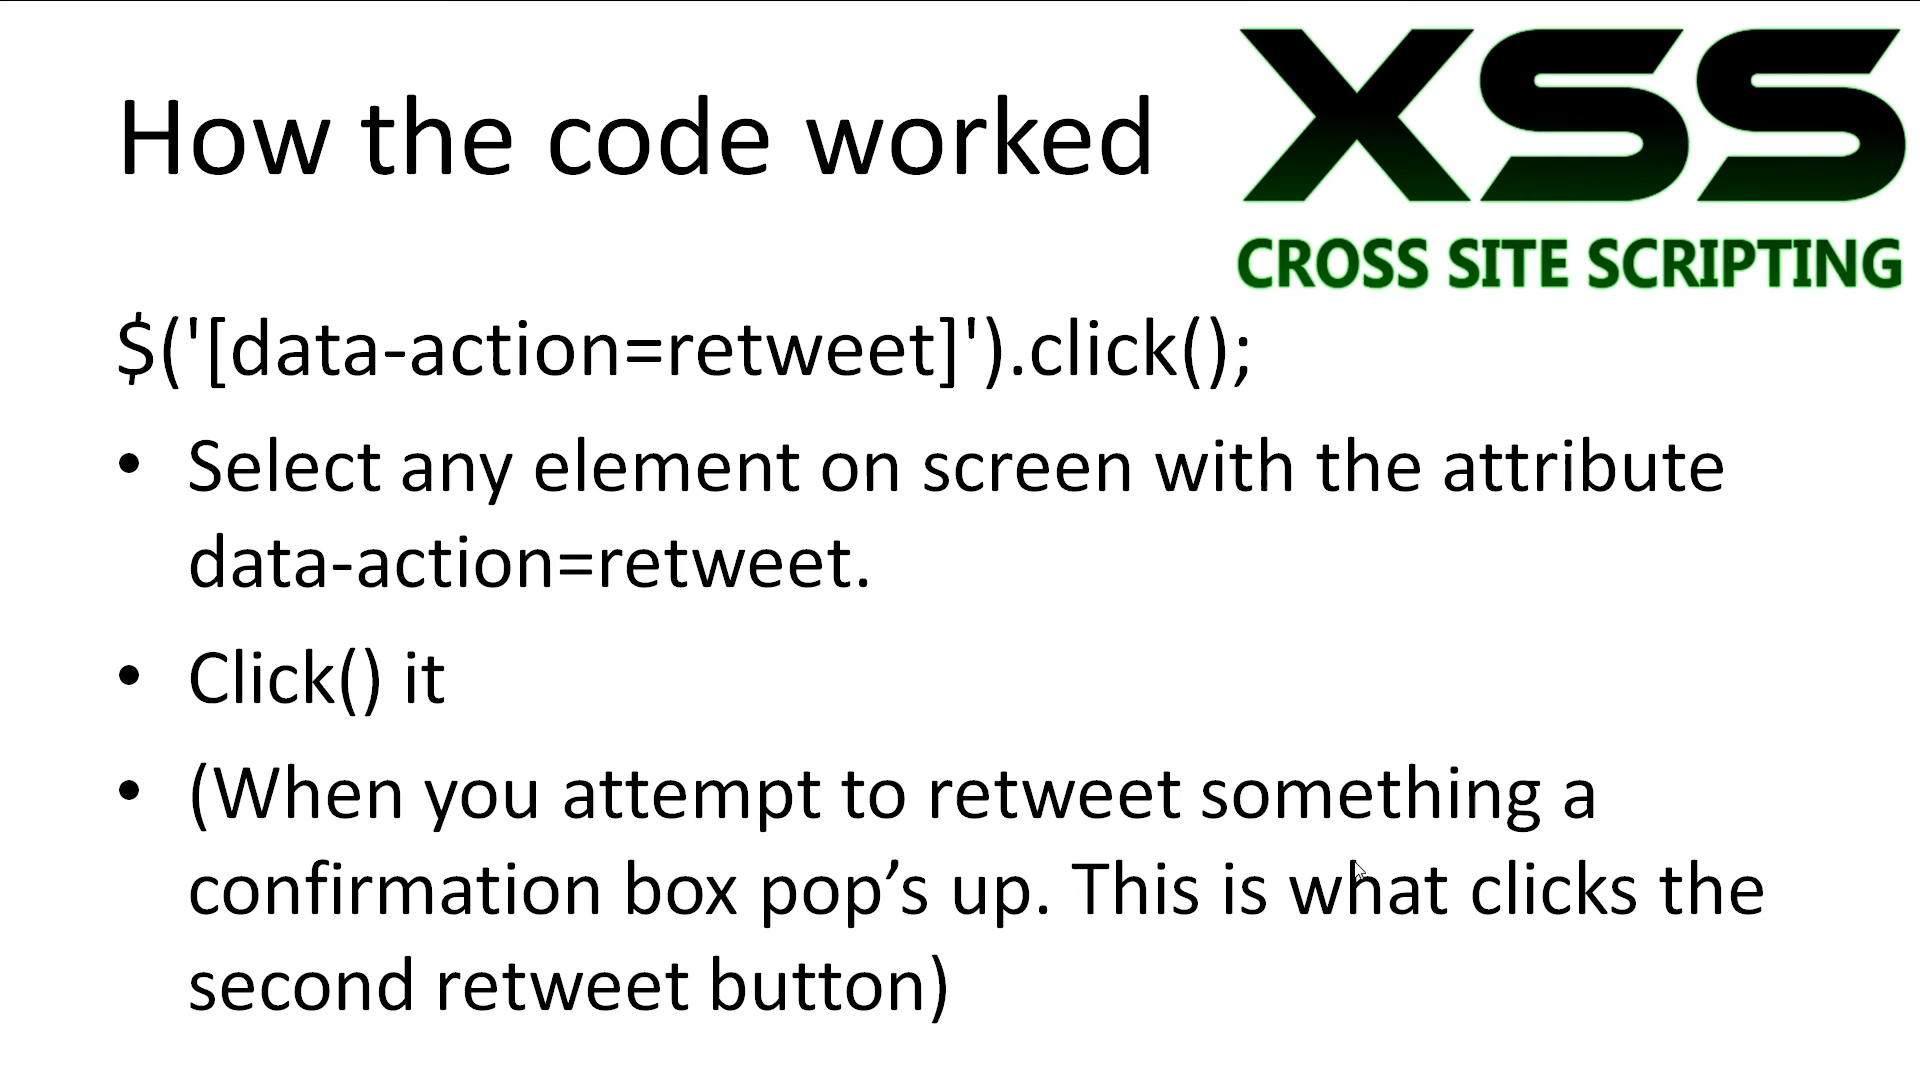 XSS
How the code worked
CROSS SITE SCRIPTING
$('[data-action=retweet]').click();
• Select any element on screen with the attribute
data-action=retweet.
• Click() it
• (When you attempt to retweet something a
confirmation box pop’s up. This is what clicks the
second retweet button)